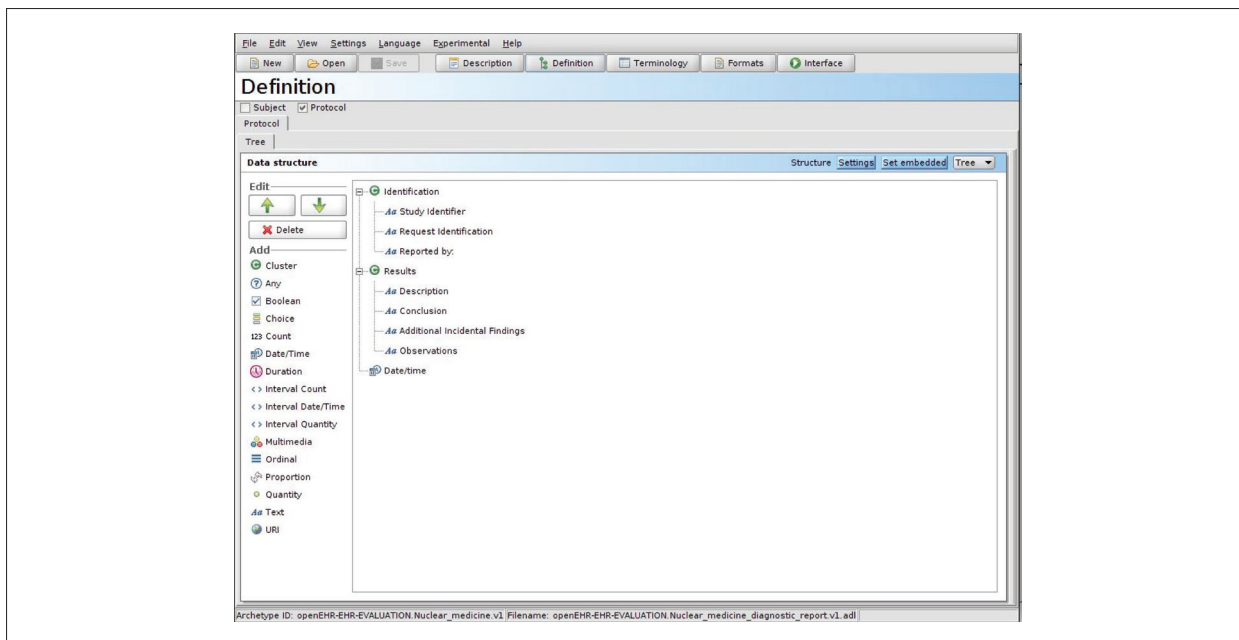 File Edit View Settings Language Experimental Help
New Open Save Description Definition Terminology Formats Interface
Definition
Subject Protocol
Protocol
Tree
Data structure Structure Settings Set embedded Tree
Edit
Delete
Add
Cluster
Any
Boolean
Choice
123 Count
Date/Time
Duration
Interval Count
Interval Date/Time
Interval Quantity
Multimedia
Ordinal
Proportion
Quantity
Aa Text
URI
Identification
Aa Study Identifier
Aa Request Identification
Aa Reported by:
Results
Aa Description
Aa Conclusion
Aa Additional Incidental Findings
Aa Observations
Date/time
Archetype ID: openEHR-EHR-EVALUATION.Nuclear_medicine.v1 Filename: openEHR-EHR-EVALUATION.Nuclear_medicine_diagnostic_report.v1.adl